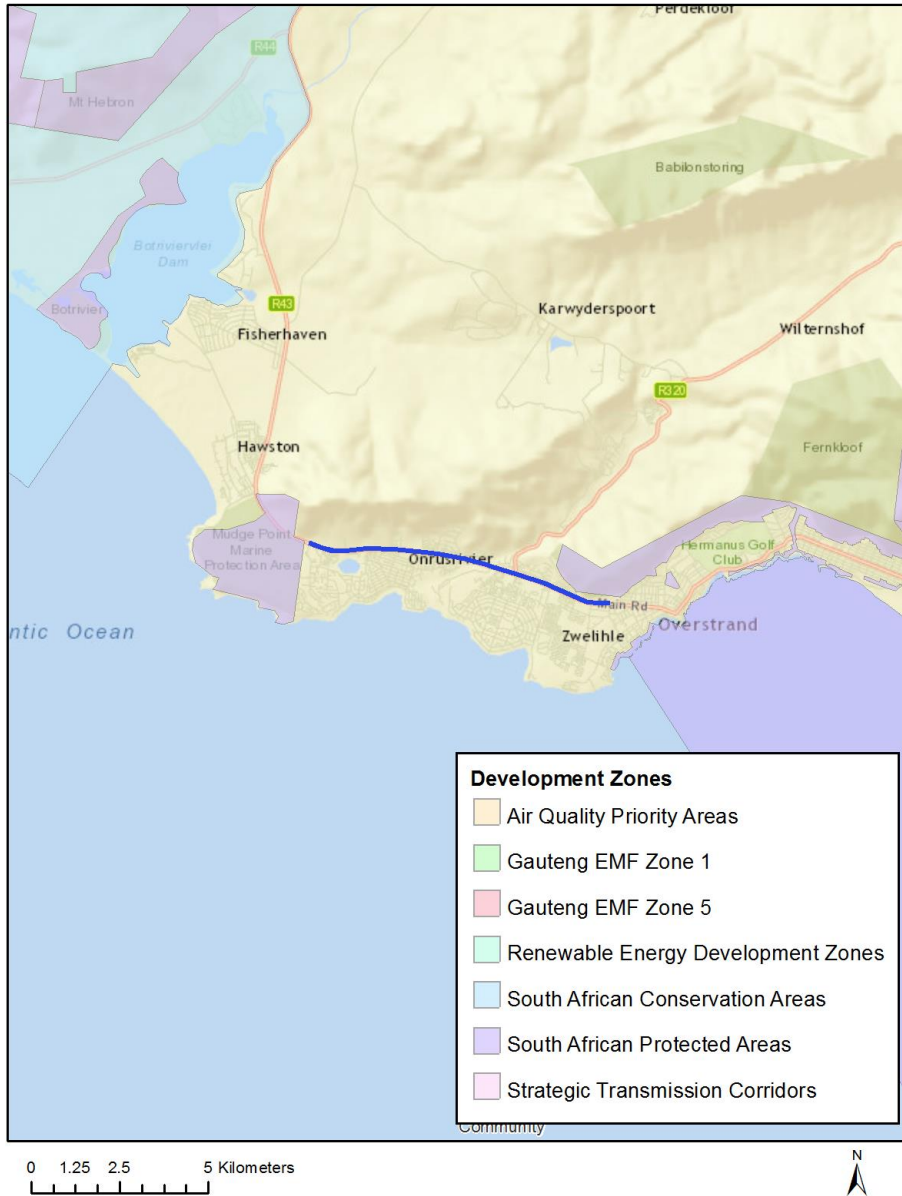 Perdekloof
R44
Mt Hebron
Babilonstoring
Botriviervlei
Dam
R43
Botrivier
Karwyderspoort
Fisherhaven
Wilternshof
R320
Hawston
Fernkloof
Mudge Point
Marine
Protection Area
Hermanus Golf
Club
Onrusrivier
Main Rd
ntic Ocean
Zwelihle
Overstrand
Development Zones
Air Quality Priority Areas
Gauteng EMF Zone 1
Gauteng EMF Zone 5
Renewable Energy Development Zones
South African Conservation Areas
South African Protected Areas
Strategic Transmission Corridors
Community
0 1.25 2.5 5 Kilometers
N